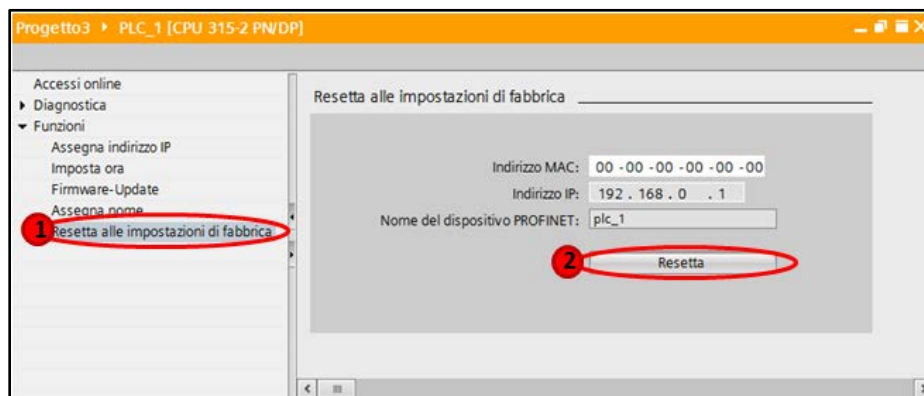 Progetto3 ▸ PLC_1 [CPU 315-2 PN/DP]
Accessi online
Diagnostica
Funzioni
Assegna indirizzo IP
Imposta ora
Firmware-Update
Assegna nome
1 Resetta alle impostazioni di fabbrica
Resetta alle impostazioni di fabbrica
Indirizzo MAC: 00 -00 -00 -00 -00 -00
Indirizzo IP: 192 . 168 . 0 . 1
Nome del dispositivo PROFINET: plc_1
2 Resetta